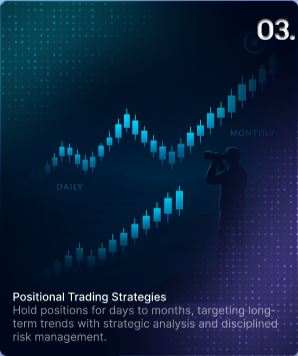 03.
MONTHLY
DAILY
Positional Trading Strategies
Hold positions for days to months, targeting long-
term trends with strategic analysis and disciplined
risk management.